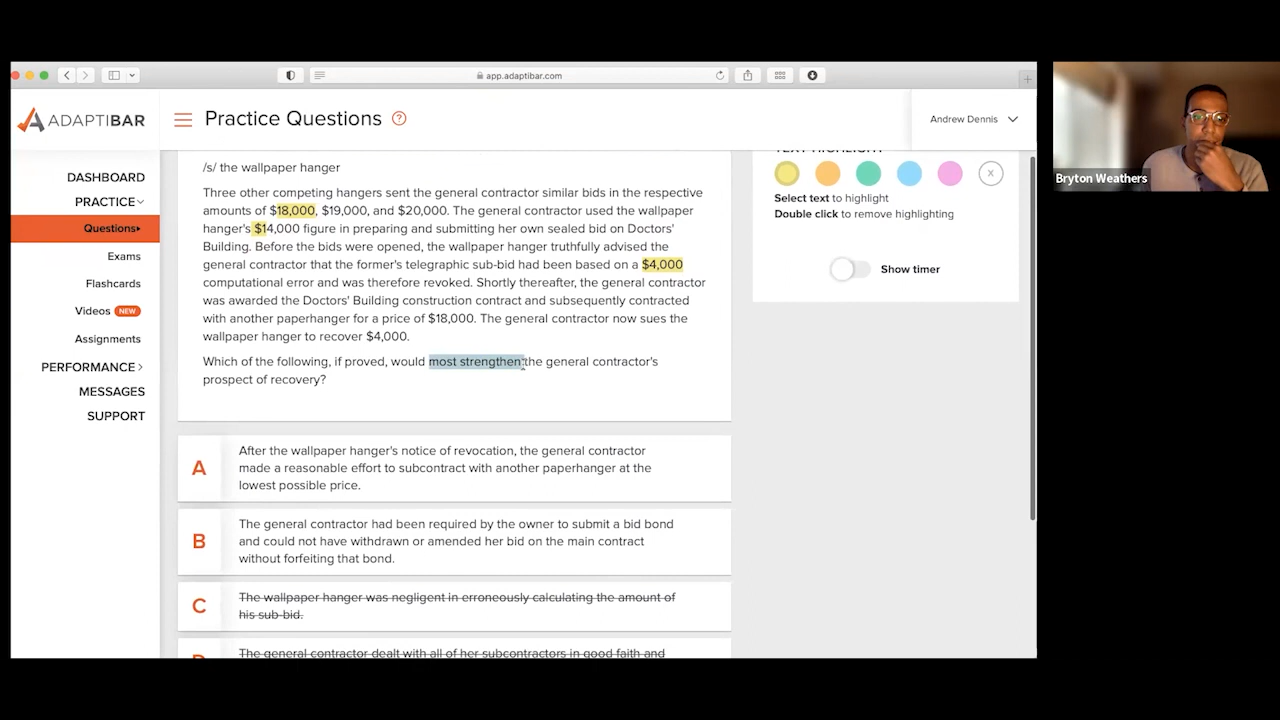 app.adaptibar.com
ADAPTIBAR
Practice Questions ?
Andrew Dennis
DASHBOARD
PRACTICE
Questions
Exams
Flashcards
Videos NEW
Assignments
PERFORMANCE
MESSAGES
SUPPORT
/s/ the wallpaper hanger
Three other competing hangers sent the general contractor similar bids in the respective
amounts of $18,000, $19,000, and $20,000. The general contractor used the wallpaper
hanger's $14,000 figure in preparing and submitting her own sealed bid on Doctors'
Building. Before the bids were opened, the wallpaper hanger truthfully advised the
general contractor that the former's telegraphic sub-bid had been based on a $4,000
computational error and was therefore revoked. Shortly thereafter, the general contractor
was awarded the Doctors' Building construction contract and subsequently contracted
with another paperhanger for a price of $18,000. The general contractor now sues the
wallpaper hanger to recover $4,000.
Which of the following, if proved, would most strengthen the general contractor's
prospect of recovery?
A
After the wallpaper hanger's notice of revocation, the general contractor
made a reasonable effort to subcontract with another paperhanger at the
lowest possible price.
B
The general contractor had been required by the owner to submit a bid bond
and could not have withdrawn or amended her bid on the main contract
without forfeiting that bond.
C
The wallpaper hanger was negligent in erroneously calculating the amount of
his sub-bid.
D
The general contractor dealt with all of her subcontractors in good faith and
TEXT HIGHLIGHT
X
Select text to highlight
Double click to remove highlighting
Show timer
Bryton Weathers